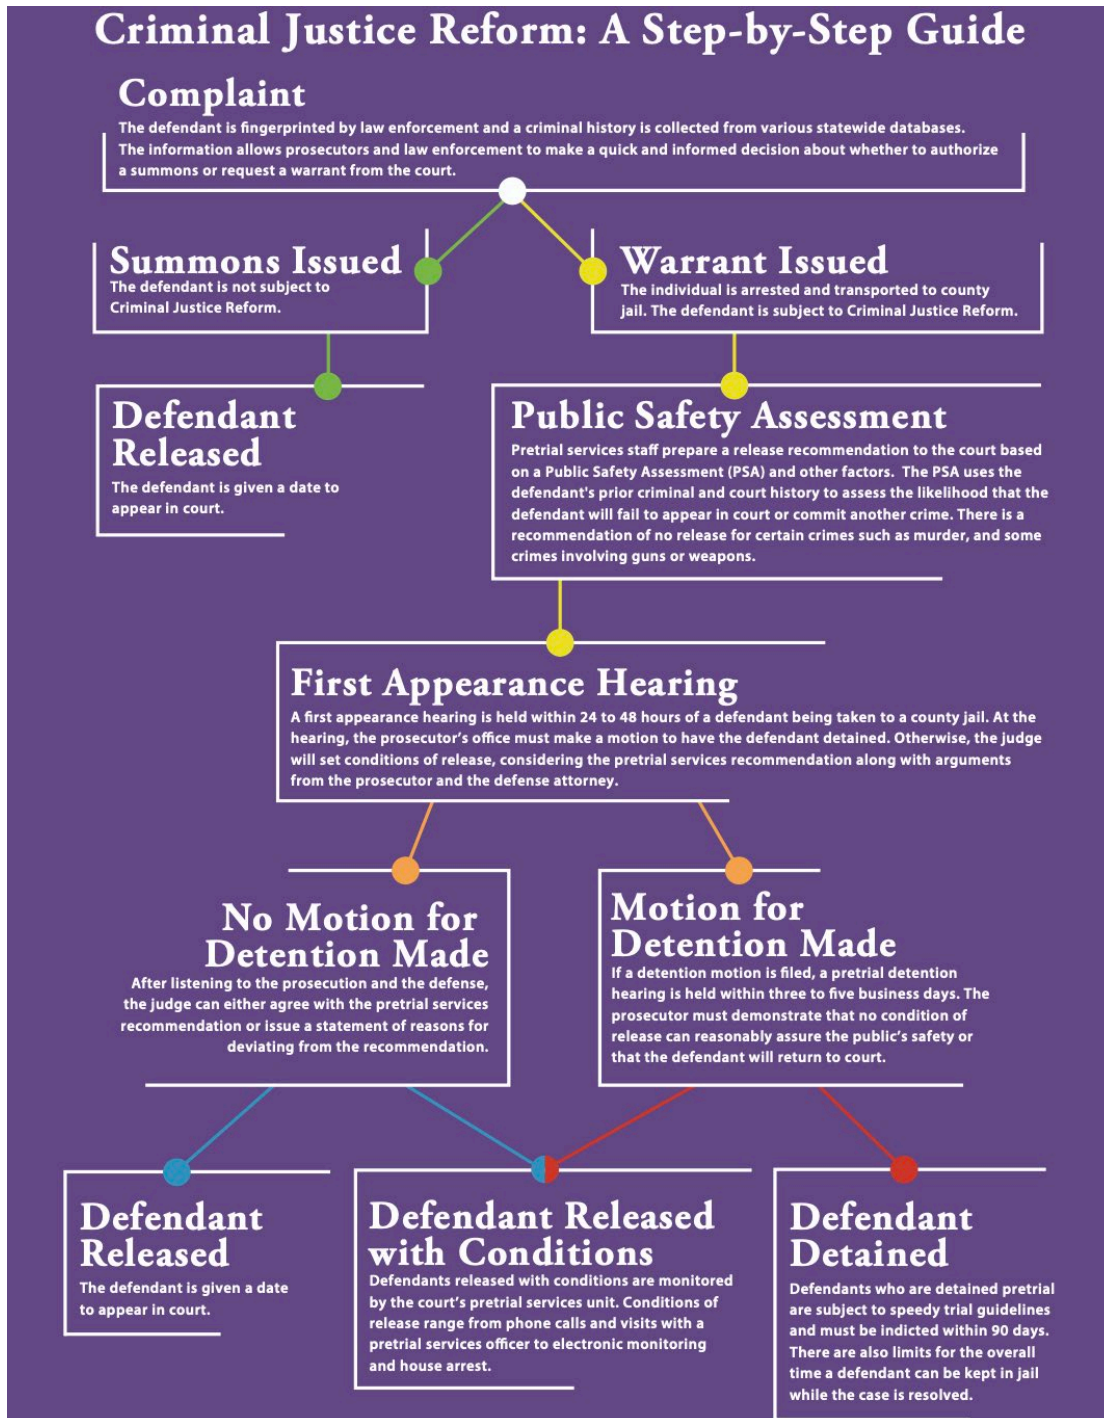 Criminal Justice Reform: A Step-by-Step Guide
Complaint
The defendant is fingerprinted by law enforcement and a criminal history is collected from various statewide databases.
The information allows prosecutors and law enforcement to make a quick and informed decision about whether to authorize
a summons or request a warrant from the court.
Summons Issued
The defendant is not subject to
Criminal Justice Reform.
Warrant Issued
The individual is arrested and transported to county
jail. The defendant is subject to Criminal Justice Reform.
Defendant
Released
The defendant is given a date to
appear in court.
Public Safety Assessment
Pretrial services staff prepare a release recommendation to the court based
on a Public Safety Assessment (PSA) and other factors.  The PSA uses the
defendant's prior criminal and court history to assess the likelihood that the
defendant will fail to appear in court or commit another crime. There is a
recommendation of no release for certain crimes such as murder, and some
crimes involving guns or weapons.
First Appearance Hearing
A first appearance hearing is held within 24 to 48 hours of a defendant being taken to a county jail. At the
hearing, the prosecutor's office must make a motion to have the defendant detained. Otherwise, the judge
will set conditions of release, considering the pretrial services recommendation along with arguments
from the prosecutor and the defense attorney.
No Motion for
Detention Made
After listening to the prosecution and the defense,
the judge can either agree with the pretrial services
recommendation or issue a statement of reasons for
deviating from the recommendation.
Motion for
Detention Made
If a detention motion is filed, a pretrial detention
hearing is held within three to five business days. The
prosecutor must demonstrate that no condition of
release can reasonably assure the public's safety or
that the defendant will return to court.
Defendant
Released
The defendant is given a date
to appear in court.
Defendant Released
with Conditions
Defendants released with conditions are monitored
by the court's pretrial services unit. Conditions of
release range from phone calls and visits with a
pretrial services officer to electronic monitoring
and house arrest.
Defendant
Detained
Defendants who are detained pretrial
are subject to speedy trial guidelines
and must be indicted within 90 days.
There are also limits for the overall
time a defendant can be kept in jail
while the case is resolved.